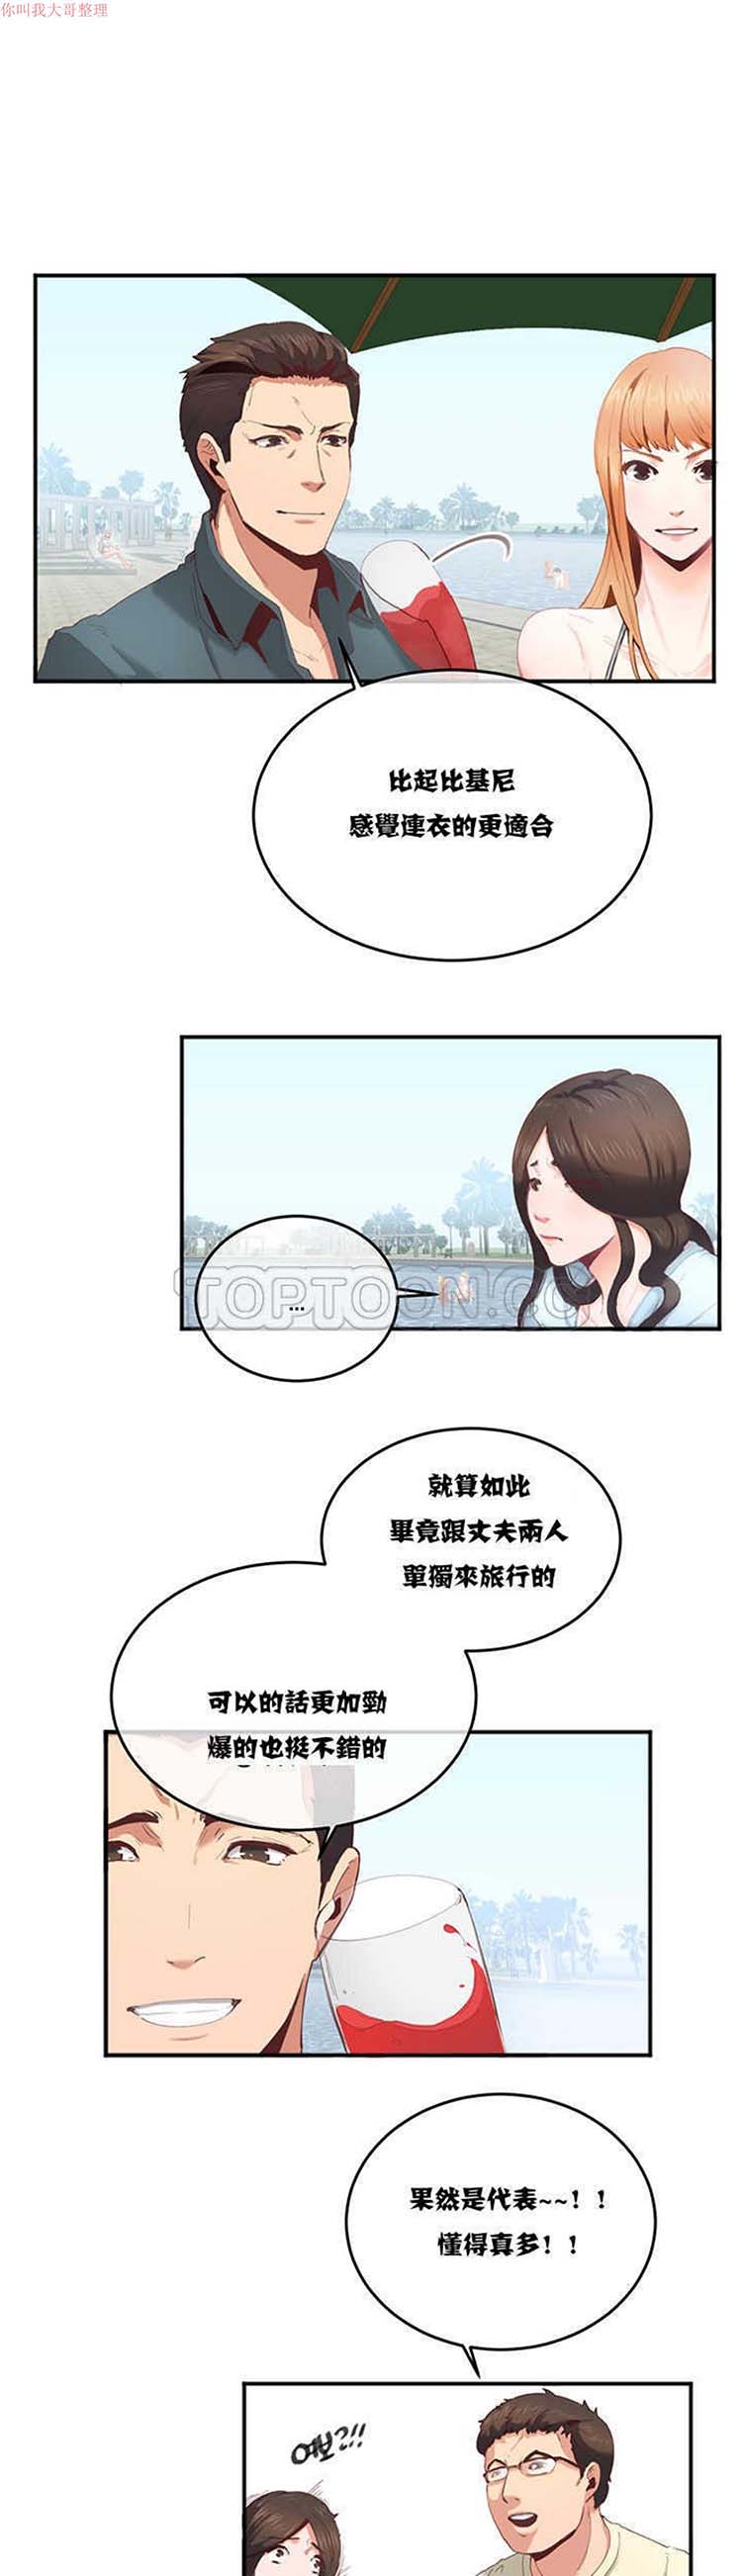 你叫我大哥整理
比起比基尼
感覺連衣的更適合
...
TOPTOON.CO
就算如此
畢竟跟丈夫兩人
單獨來旅行的
可以的話更加勁
爆的也挺不錯的
果然是代表~~！！
懂得真多！！
여보?!!